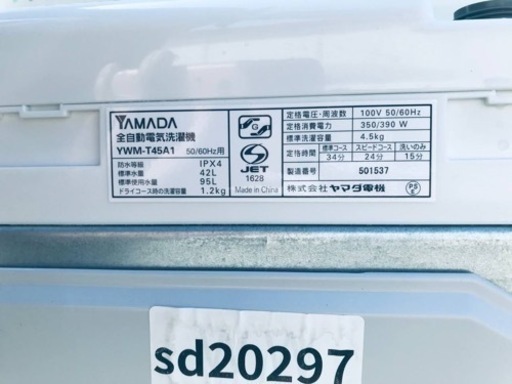 YAMADA
全自動電気洗濯機
YWM-T45A1 50/60Hz用
防水等級 IPX4
標準水量 42L
標準使用水量 95L
ドライコース時の洗濯容量 1.2kg
S
JET
1628
Made in China
定格電圧・周波数 100V 50/60Hz
定格消費電力 350/390 W
標準洗濯容量 4.5kg
定格時間 標準コース スピードコース 洗いのみ
34分 24分 15分
製造番号 501537
株式会社 ヤマダ電機
PS
E
sd20297